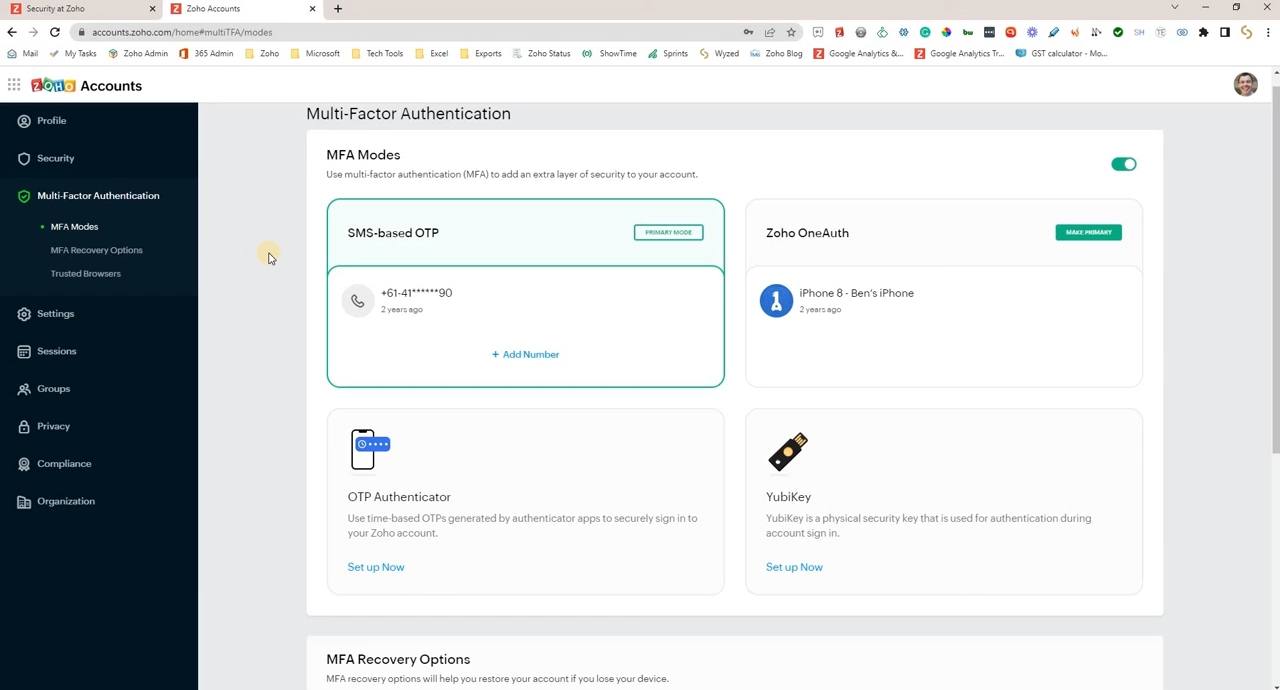 Security at Zoho
Zoho Accounts
accounts.zoho.com/home#multiTFA/modes
Mail
My Tasks
Zoho Admin
365 Admin
Zoho
Microsoft
Tech Tools
Excel
Exports
Zoho Status
ShowTime
Sprints
Wyzed
Zoho Blog
Google Analytics &...
Google Analytics Tr...
GST calculator - Mo...
ZOHO Accounts
Profile
Security
Multi-Factor Authentication
MFA Modes
MFA Recovery Options
Trusted Browsers
Settings
Sessions
Groups
Privacy
Compliance
Organization
Multi-Factor Authentication
MFA Modes
Use multi-factor authentication (MFA) to add an extra layer of security to your account.
SMS-based OTP
PRIMARY MODE
+61-41******90
2 years ago
+ Add Number
Zoho OneAuth
MAKE PRIMARY
iPhone 8 - Ben's iPhone
2 years ago
OTP Authenticator
Use time-based OTPs generated by authenticator apps to securely sign in to
your Zoho account.
Set up Now
YubiKey
YubiKey is a physical security key that is used for authentication during
account sign in.
Set up Now
MFA Recovery Options
MFA recovery options will help you restore your account if you lose your device.